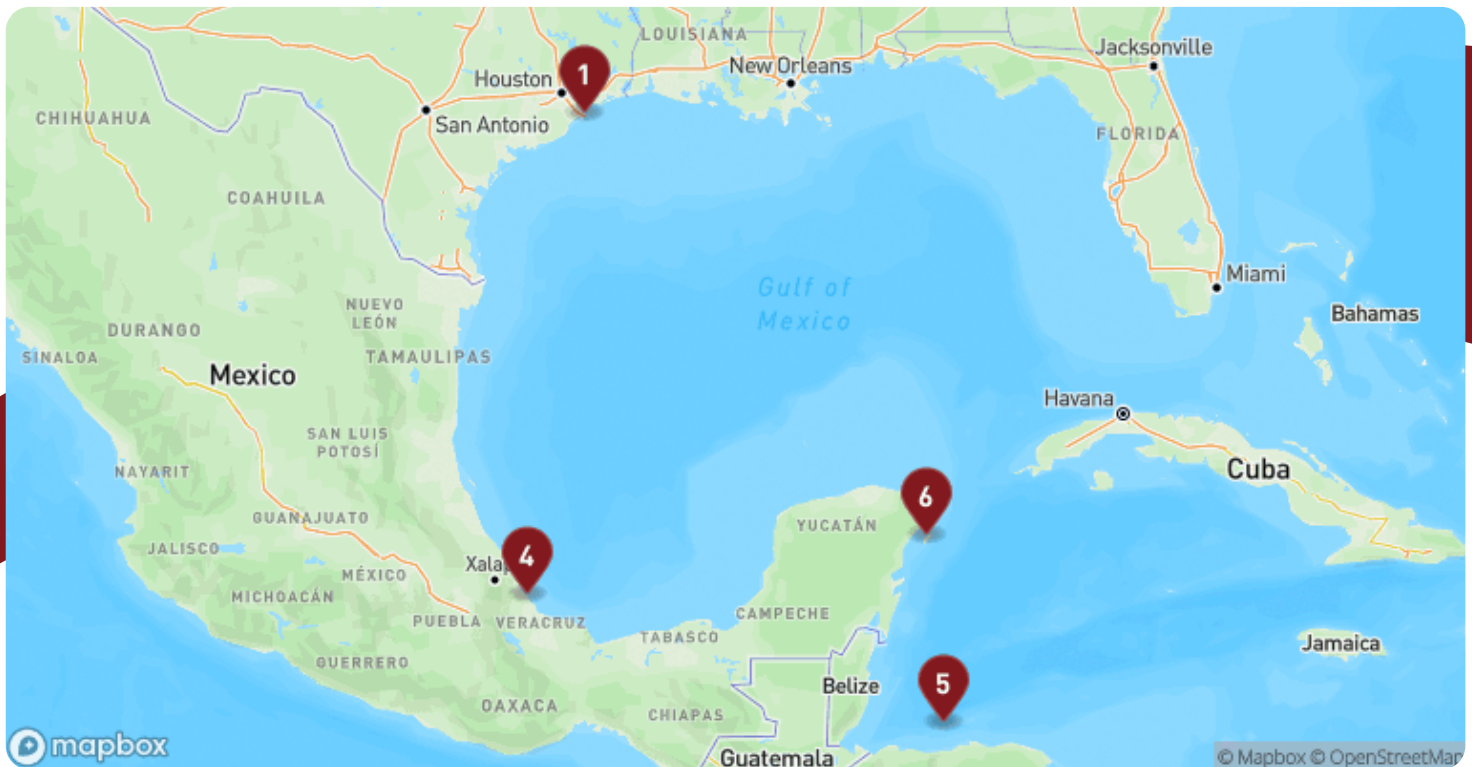 LOUISIANA
Jacksonville
New Orleans
Houston
1
San Antonio
CHIHUAHUA
FLORIDA
COAHUILA
Gulf of
Mexico
Miami
Bahamas
NUEVO
LEÓN
DURANGO
SINALOA
TAMAULIPAS
Mexico
Havana
SAN LUIS
POTOSÍ
Cuba
NAYARIT
6
YUCATÁN
GUANAJUATO
JALISCO
4
Xala
MÉXICO
MICHOACÁN
PUEBLA
VERACRUZ
CAMPECHE
TABASCO
Jamaica
GUERRERO
Belize
5
OAXACA
CHIAPAS
mapbox
Guatemala
© Mapbox © OpenStreetMap